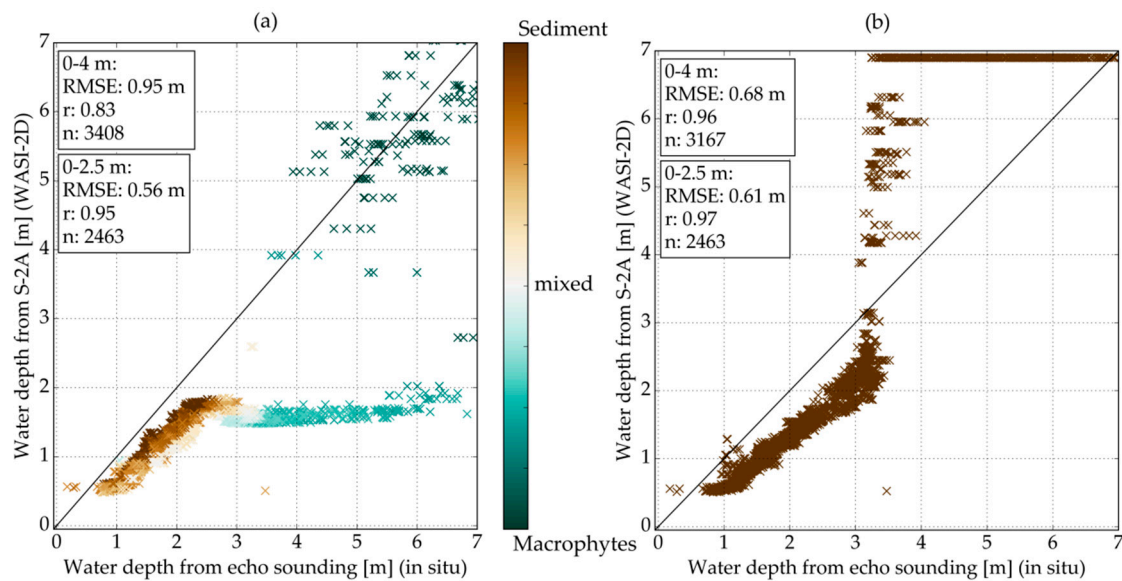 (a)
Sediment
(b)
7
6
5
4
3
2
1
0
Water depth from S-2A [m] (WASI-2D)
0-4 m:
RMSE: 0.95 m
r: 0.83
n: 3408
0-2.5 m:
RMSE: 0.56 m
r: 0.95
n: 2463
0 1 2 3 4 5 6 7
Water depth from echo sounding [m] (in situ)
mixed
Macrophytes
7
6
5
4
3
2
1
0
Water depth from S-2A [m] (WASI-2D)
0-4 m:
RMSE: 0.68 m
r: 0.96
n: 3167
0-2.5 m:
RMSE: 0.61 m
r: 0.97
n: 2463
0 1 2 3 4 5 6 7
Water depth from echo sounding [m] (in situ)